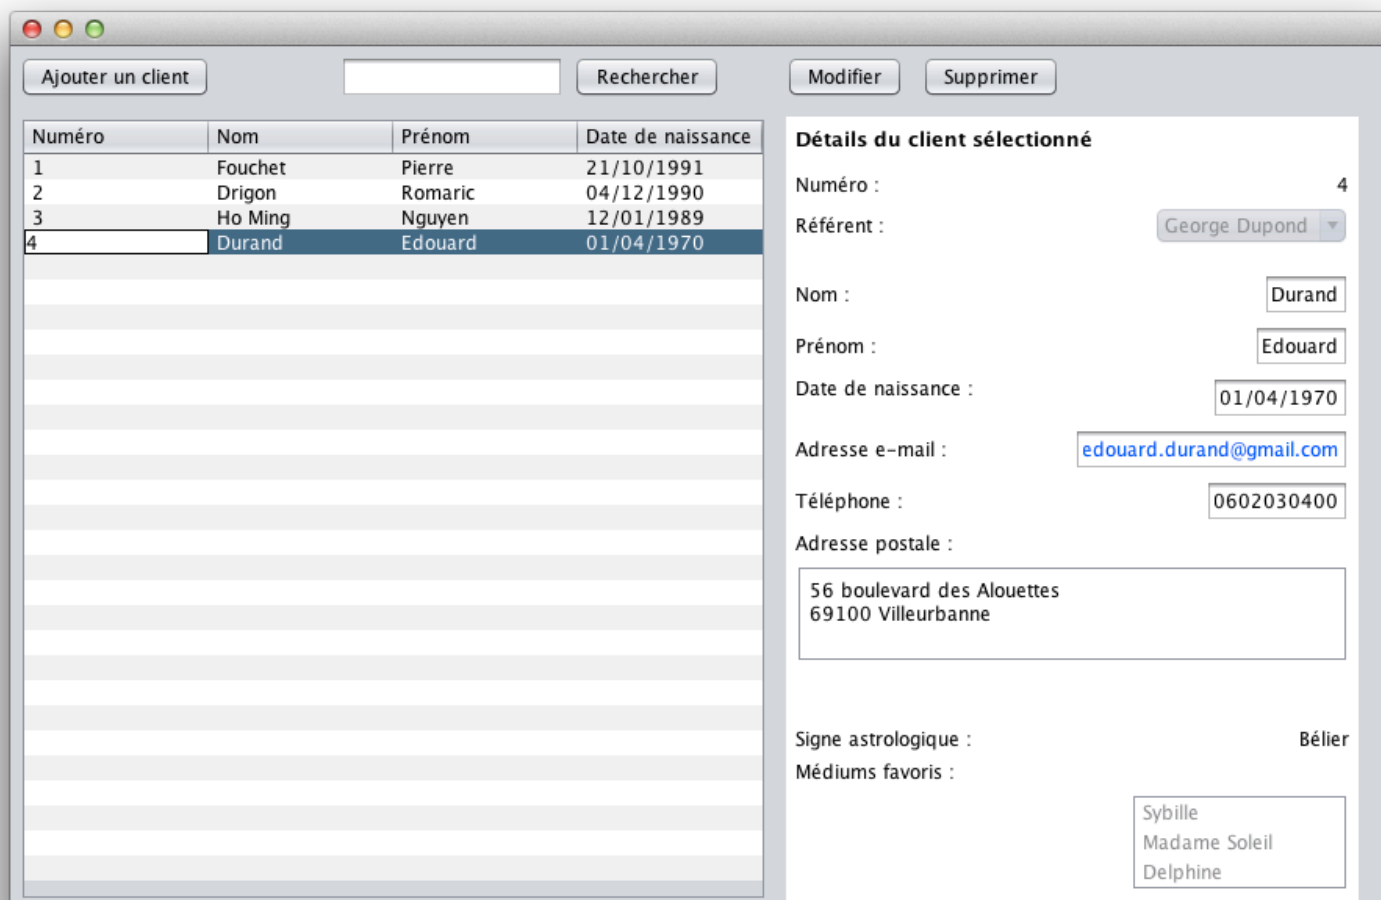 Ajouter un client
Rechercher
Modifier
Supprimer
Numéro Nom Prénom Date de naissance
1 Fouchet Pierre 21/10/1991
2 Drigon Romaric 04/12/1990
3 Ho Ming Nguyen 12/01/1989
4 Durand Edouard 01/04/1970
Détails du client sélectionné
Numéro : 4
Référent : George Dupond
Nom : Durand
Prénom : Edouard
Date de naissance : 01/04/1970
Adresse e-mail : edouard.durand@gmail.com
Téléphone : 0602030400
Adresse postale :
56 boulevard des Alouettes
69100 Villeurbanne
Signe astrologique : Bélier
Médiums favoris :
Sybille
Madame Soleil
Delphine